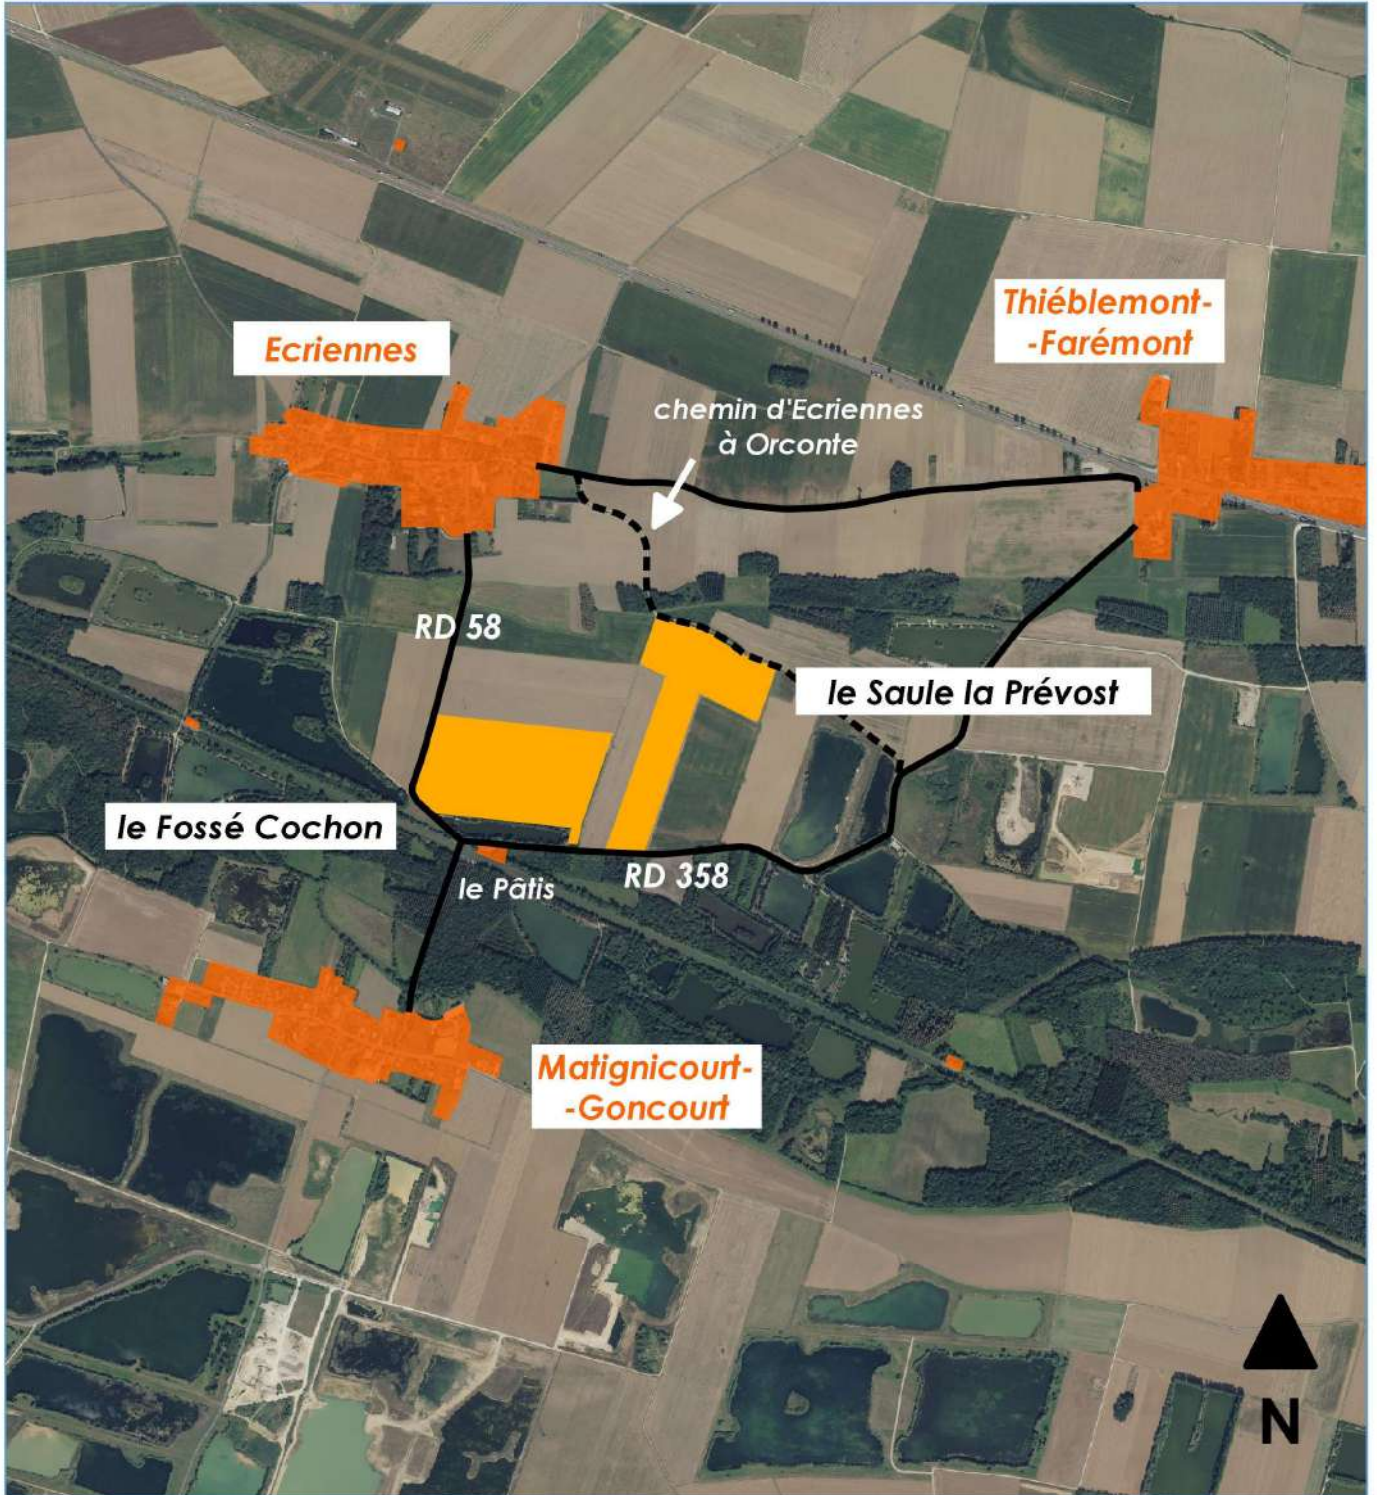 Thiéblemont-
-Farémont
Ecriennes
chemin d'Ecriennes
à Orconte
RD 58
le Saule la Prévost
le Fossé Cochon
RD 358
le Pâtis
Matignicourt-
-Goncourt
N